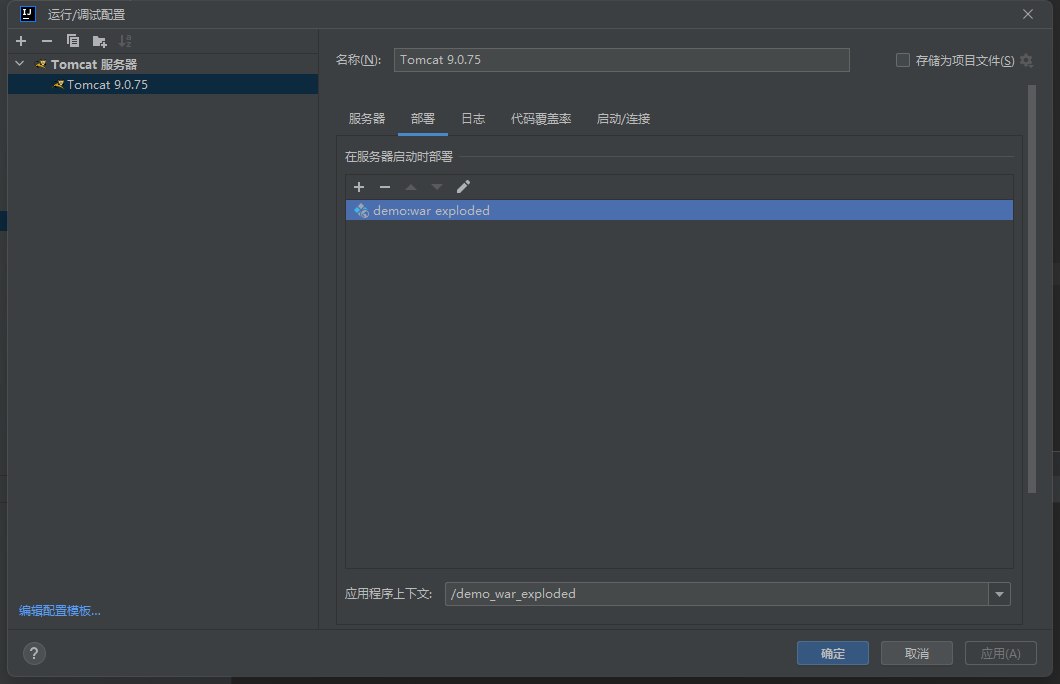 运行/调试配置
Tomcat 服务器
Tomcat 9.0.75
名称(N):
Tomcat 9.0.75
存储为项目文件(S)
服务器
部署
日志
代码覆盖率
启动/连接
在服务器启动时部署
demo:war exploded
应用程序上下文:
/demo_war_exploded
编辑配置模板...
?
确定
取消
应用(A)